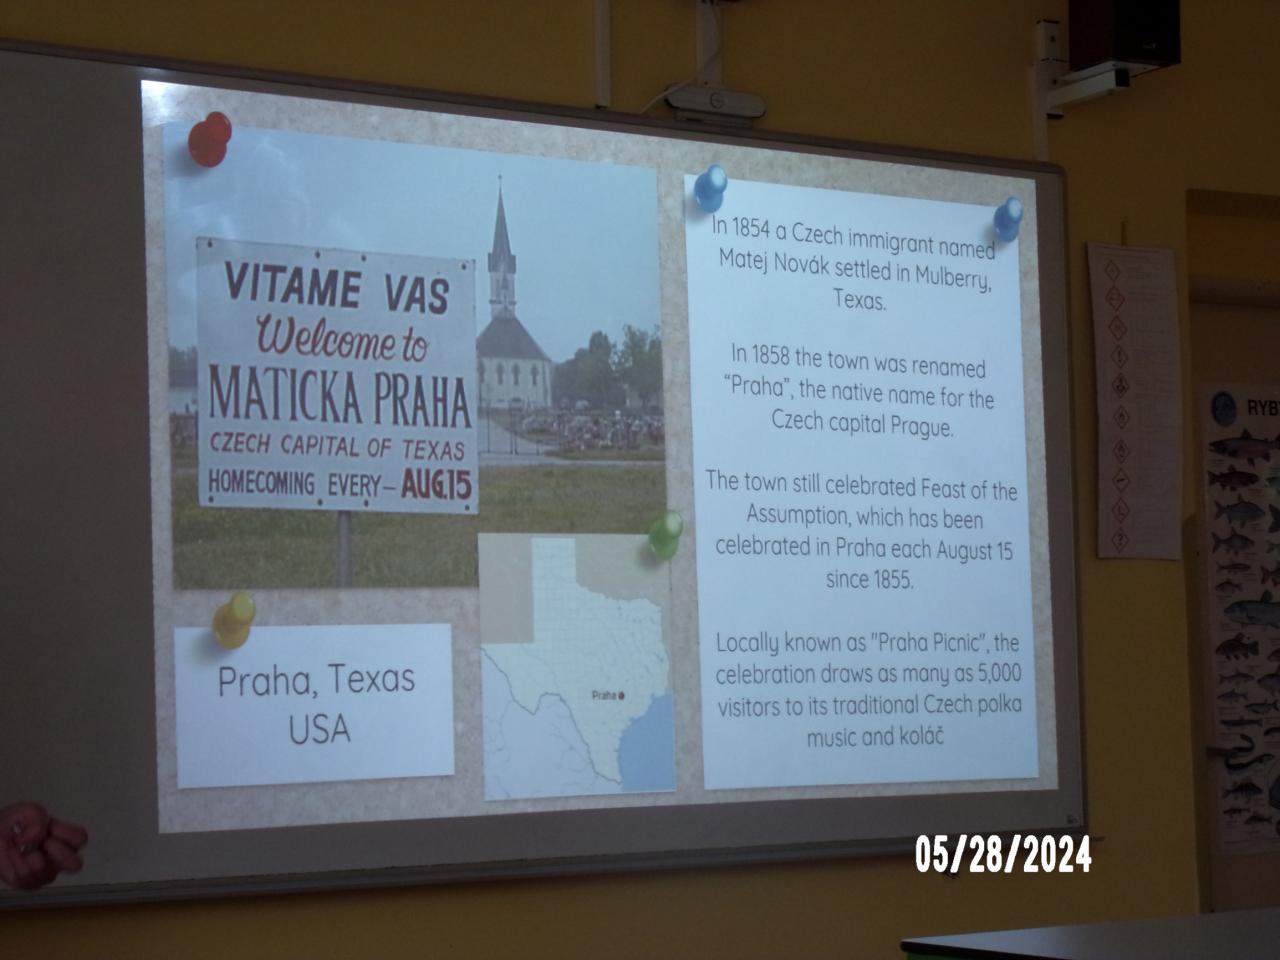 VITAME VAS
Welcome to
MATICKA PRAHA
CZECH CAPITAL OF TEXAS
HOMECOMING EVERY— AUG.15
Praha, Texas
USA
Praha
In 1854 a Czech immigrant named
Matej Novák settled in Mulberry,
Texas.
In 1858 the town was renamed
“Praha”, the native name for the
Czech capital Prague.
The town still celebrated Feast of the
Assumption, which has been
celebrated in Praha each August 15
since 1855.
Locally known as "Praha Picnic", the
celebration draws as many as 5,000
visitors to its traditional Czech polka
music and koláč
05/28/2024